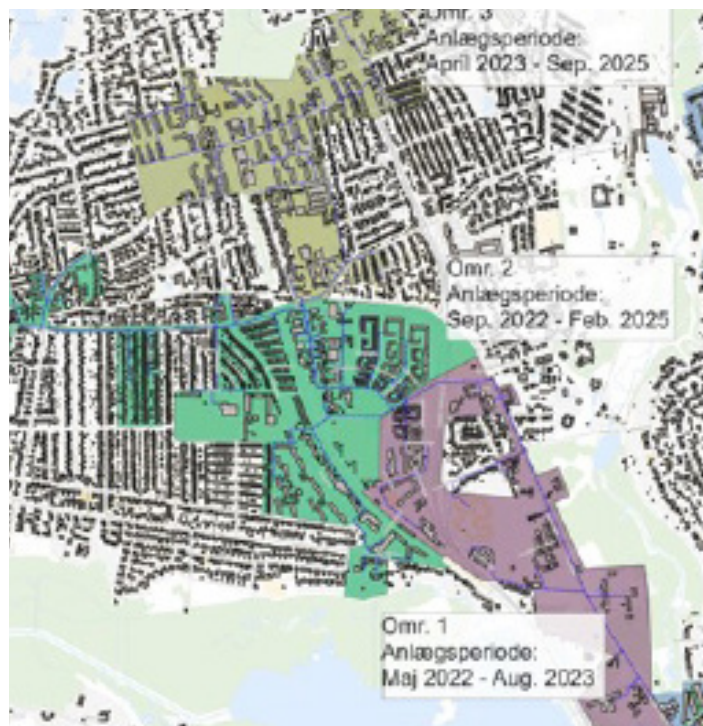 Omr. 3
Anlægsperiode:
April 2023 - Sep. 2025
Omr. 2
Anlægsperiode:
Sep. 2022 - Feb. 2025
Omr. 1
Anlægsperiode:
Maj 2022 - Aug. 2023